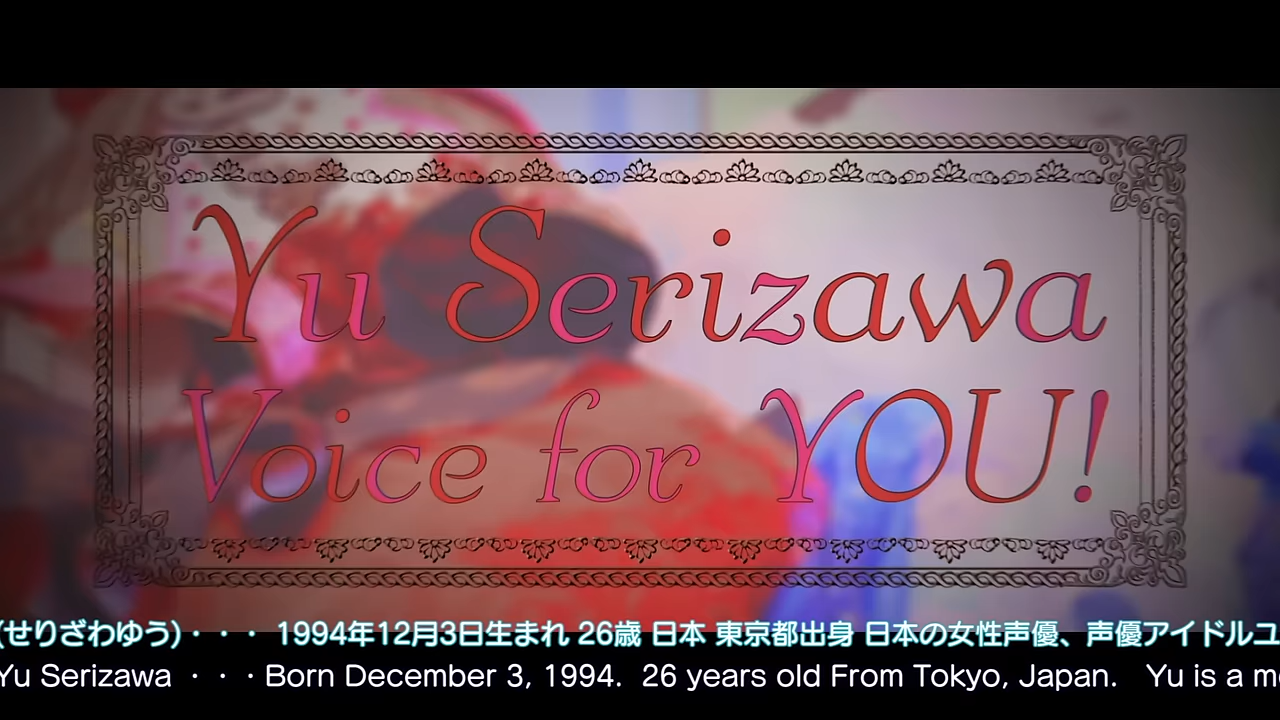 Yu Serizawa
Voice for YOU!
(せりざわゆう)・・・ 1994年12月3日生まれ 26歳 日本 東京都出身 日本の女性声優、声優アイドルユ
Yu Serizawa ・・・Born December 3, 1994. 26 years old From Tokyo, Japan. Yu is a